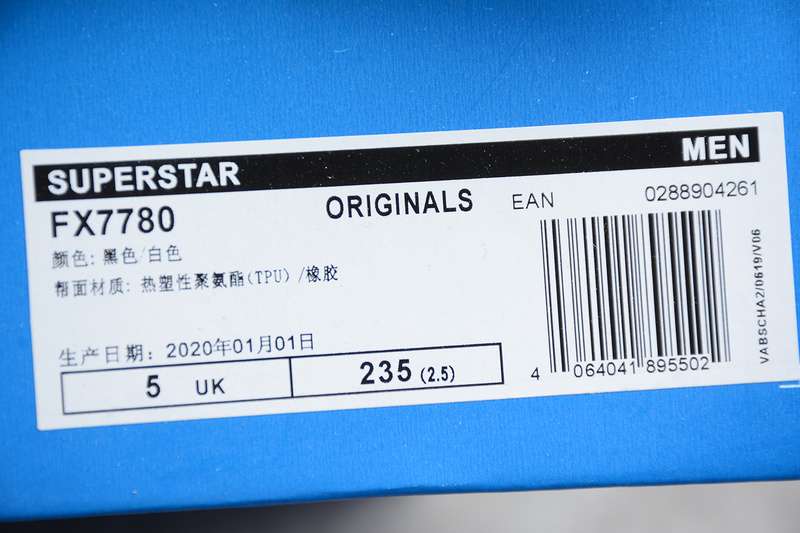 SUPERSTAR MEN
FX7780 ORIGINALS EAN 0288904261
颜色: 黑色/白色
帮面材质: 热塑性聚氨酯(TPU) /橡胶
生产日期: 2020年01月01日
5 UK 235 (2.5)
4 064041 895502
VABSCHA2/0619/V06